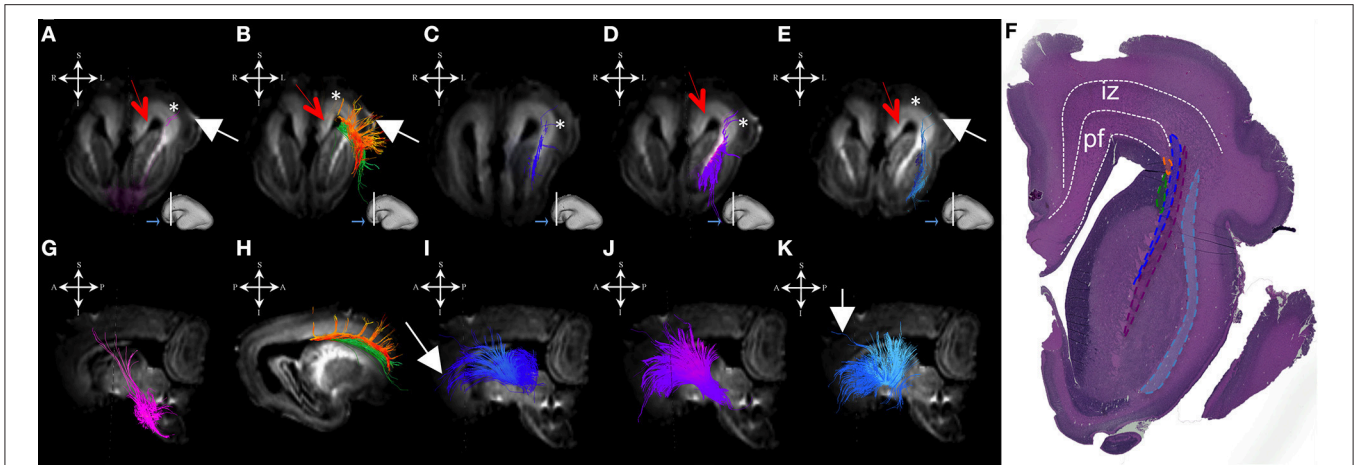 A B C D E F
S S S S S
R L R L R L R L R L
I I I I I
* * * * *
iz
pf
G H I J K
S S S S S
A P P A A P A P A P
I I I I I